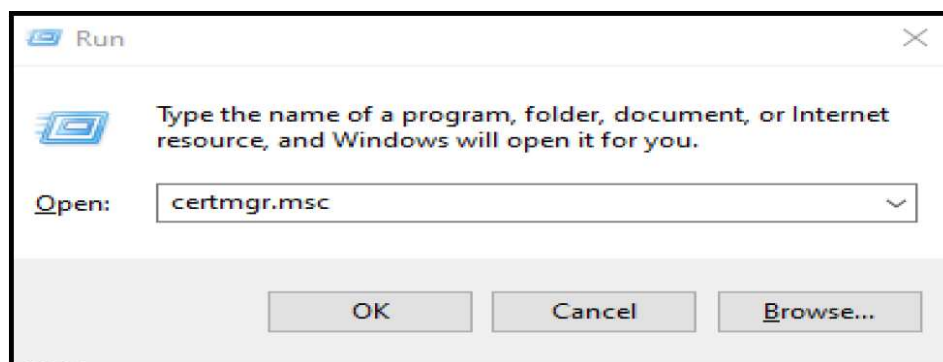 Run
Type the name of a program, folder, document, or Internet
resource, and Windows will open it for you.
Open: certmgr.msc
OK Cancel Browse...